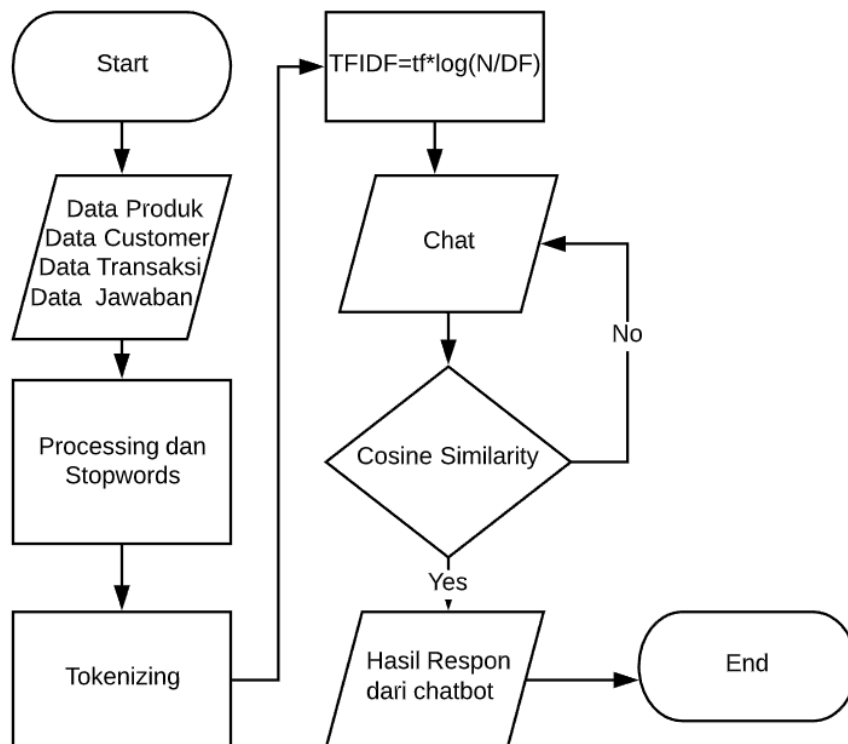 Start
Data Produk
Data Customer
Data Transaksi
Data Jawaban
Processing dan
Stopwords
Tokenizing
TFIDF=tf*log(N/DF)
Chat
No
Cosine Similarity
Yes
Hasil Respon
dari chatbot
End